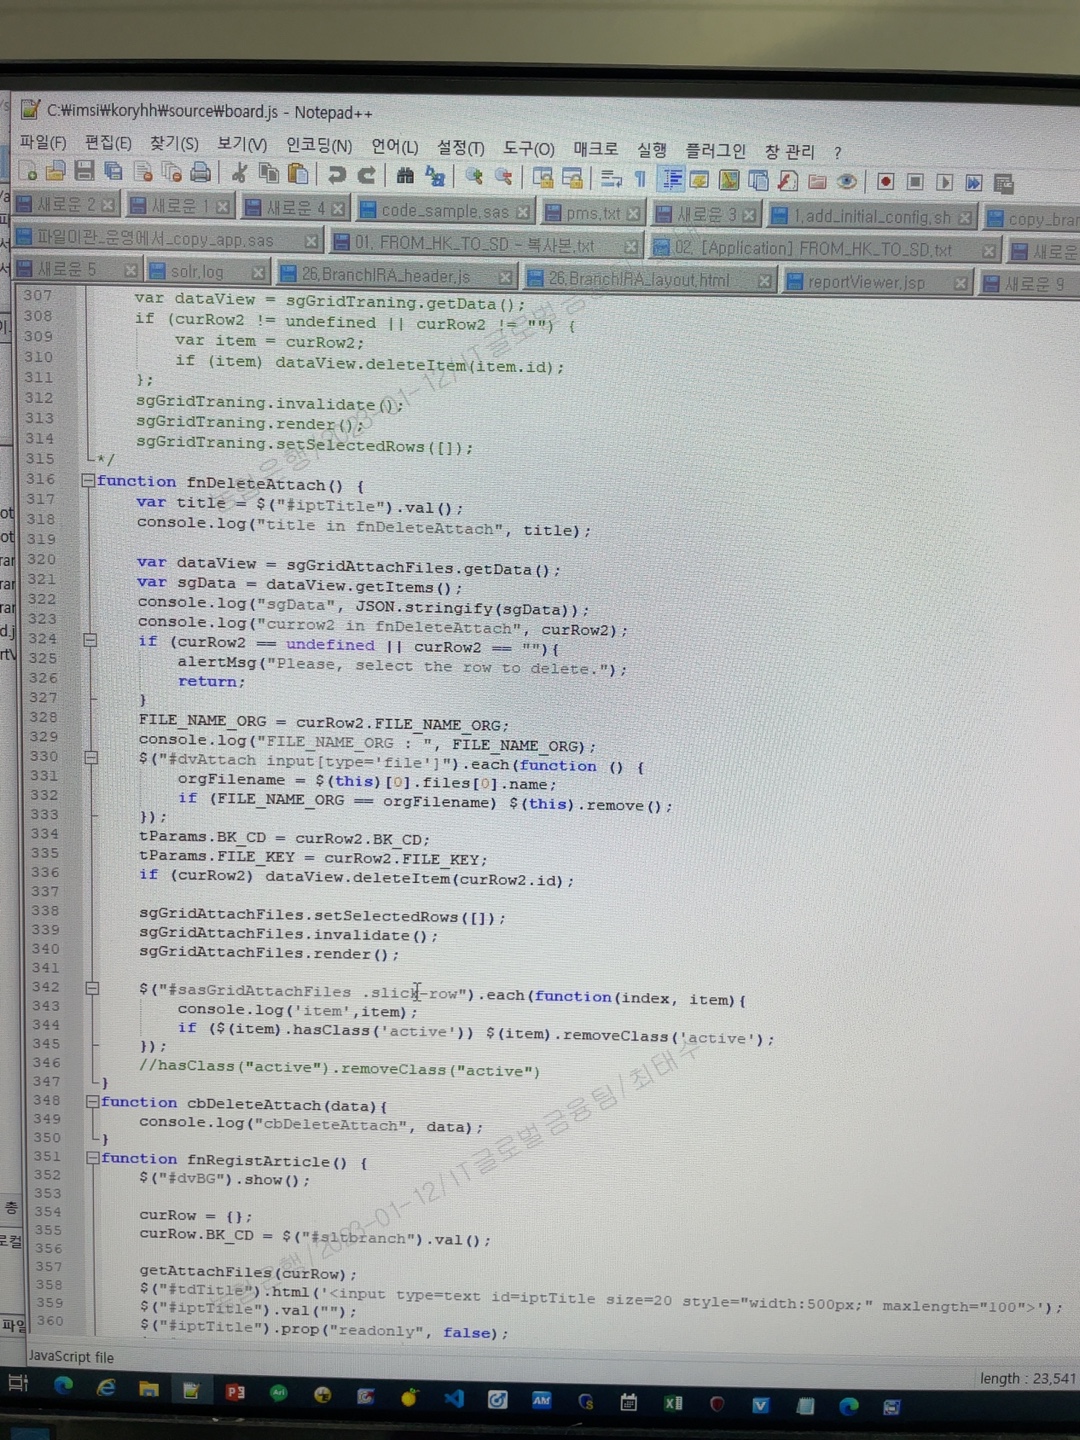 C:₩imsi₩koryhh₩source₩board.js - Notepad++
파일(F) 편집(E) 찾기(S) 보기(V) 인코딩(N) 언어(L) 설정(T) 도구(O) 매크로 실행 플러그인 창 관리 ?
새로운 2 새로운 1 새로운 4 code_sample.sas pms.txt 새로운 3 1.add_initial_config.sh
파일이관_운영에서_copy_app.sas 01. FROM_HK_TO_SD - 복사본.txt 02. [Application] FROM_HK_TO_SD.txt 새로운
새로운 5 solr.log 26.BranchIRA_header.js 26.BranchIRA_layout.html reportViewer.jsp 새로운 9
307 var dataView = sgGridTraning.getData();
308 if (curRow2 != undefined || curRow2 != "") {
309 var item = curRow2;
310 if (item) dataView.deleteItem(item.id);
311 };
312 sgGridTraning.invalidate();
313 sgGridTraning.render();
314 sgGridTraning.setSelectedRows([]);
315 */
316 function fnDeleteAttach() {
317 var title = $("#iptTitle").val();
318 console.log("title in fnDeleteAttach", title);
319
320 var dataView = sgGridAttachFiles.getData();
321 var sgData = dataView.getItems();
322 console.log("sgData", JSON.stringify(sgData));
323 console.log("currow2 in fnDeleteAttach", curRow2);
324 if (curRow2 == undefined || curRow2 == ""){
325 alertMsg("Please, select the row to delete.");
326 return;
327 }
328 FILE_NAME_ORG = curRow2.FILE_NAME_ORG;
329 console.log("FILE_NAME_ORG : ", FILE_NAME_ORG);
330 $("#dvAttach input[type='file']").each(function () {
331 orgFilename = $(this)[0].files[0].name;
332 if (FILE_NAME_ORG == orgFilename) $(this).remove();
333 });
334 tParams.BK_CD = curRow2.BK_CD;
335 tParams.FILE_KEY = curRow2.FILE_KEY;
336 if (curRow2) dataView.deleteItem(curRow2.id);
337
338 sgGridAttachFiles.setSelectedRows([]);
339 sgGridAttachFiles.invalidate();
340 sgGridAttachFiles.render();
341
342 $("#sasGridAttachFiles .slick-row").each(function(index, item){
343 console.log('item',item);
344 if ($(item).hasClass('active')) $(item).removeClass('active');
345 });
346 //hasClass("active").removeClass("active")
347 }
348 function cbDeleteAttach(data){
349 console.log("cbDeleteAttach", data);
350 }
351 function fnRegistArticle() {
352 $("#dvBG").show();
353
354 curRow = {};
355 curRow.BK_CD = $("#sltbranch").val();
356
357 getAttachFiles(curRow);
358 $("#tdTitle").html('<input type=text id=iptTitle size=20 style="width:500px;" maxlength="100">');
359 $("#iptTitle").val("");
360 $("#iptTitle").prop("readonly", false);
JavaScript file
length : 23,541